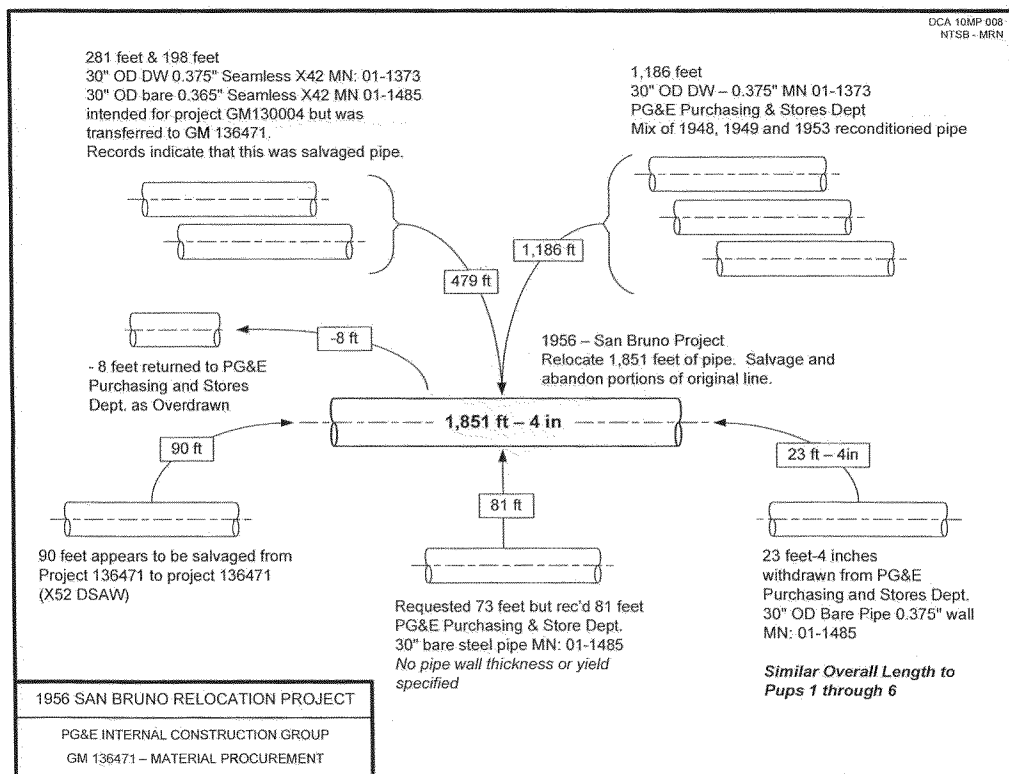 DCA 10MP 008
NTSB - MRN
281 feet & 198 feet
30" OD DW 0.375" Seamless X42 MN: 01-1373
30" OD bare 0.365" Seamless X42 MN 01-1485
intended for project GM130004 but was
transferred to GM 136471.
Records indicate that this was salvaged pipe.
1,186 feet
30" OD DW – 0.375" MN 01-1373
PG&E Purchasing & Stores Dept
Mix of 1948, 1949 and 1953 reconditioned pipe
479 ft
1,186 ft
-8 ft
- 8 feet returned to PG&E
Purchasing and Stores
Dept. as Overdrawn
1956 – San Bruno Project
Relocate 1,851 feet of pipe. Salvage and
abandon portions of original line.
1,851 ft – 4 in
90 ft
81 ft
23 ft – 4in
90 feet appears to be salvaged from
Project 136471 to project 136471
(X52 DSAW)
Requested 73 feet but rec'd 81 feet
PG&E Purchasing & Store Dept.
30" bare steel pipe MN: 01-1485
No pipe wall thickness or yield
specified
23 feet-4 inches
withdrawn from PG&E
Purchasing and Stores Dept.
30" OD Bare Pipe 0.375" wall
MN: 01-1485
Similar Overall Length to
Pups 1 through 6
1956 SAN BRUNO RELOCATION PROJECT
PG&E INTERNAL CONSTRUCTION GROUP
GM 136471 – MATERIAL PROCUREMENT